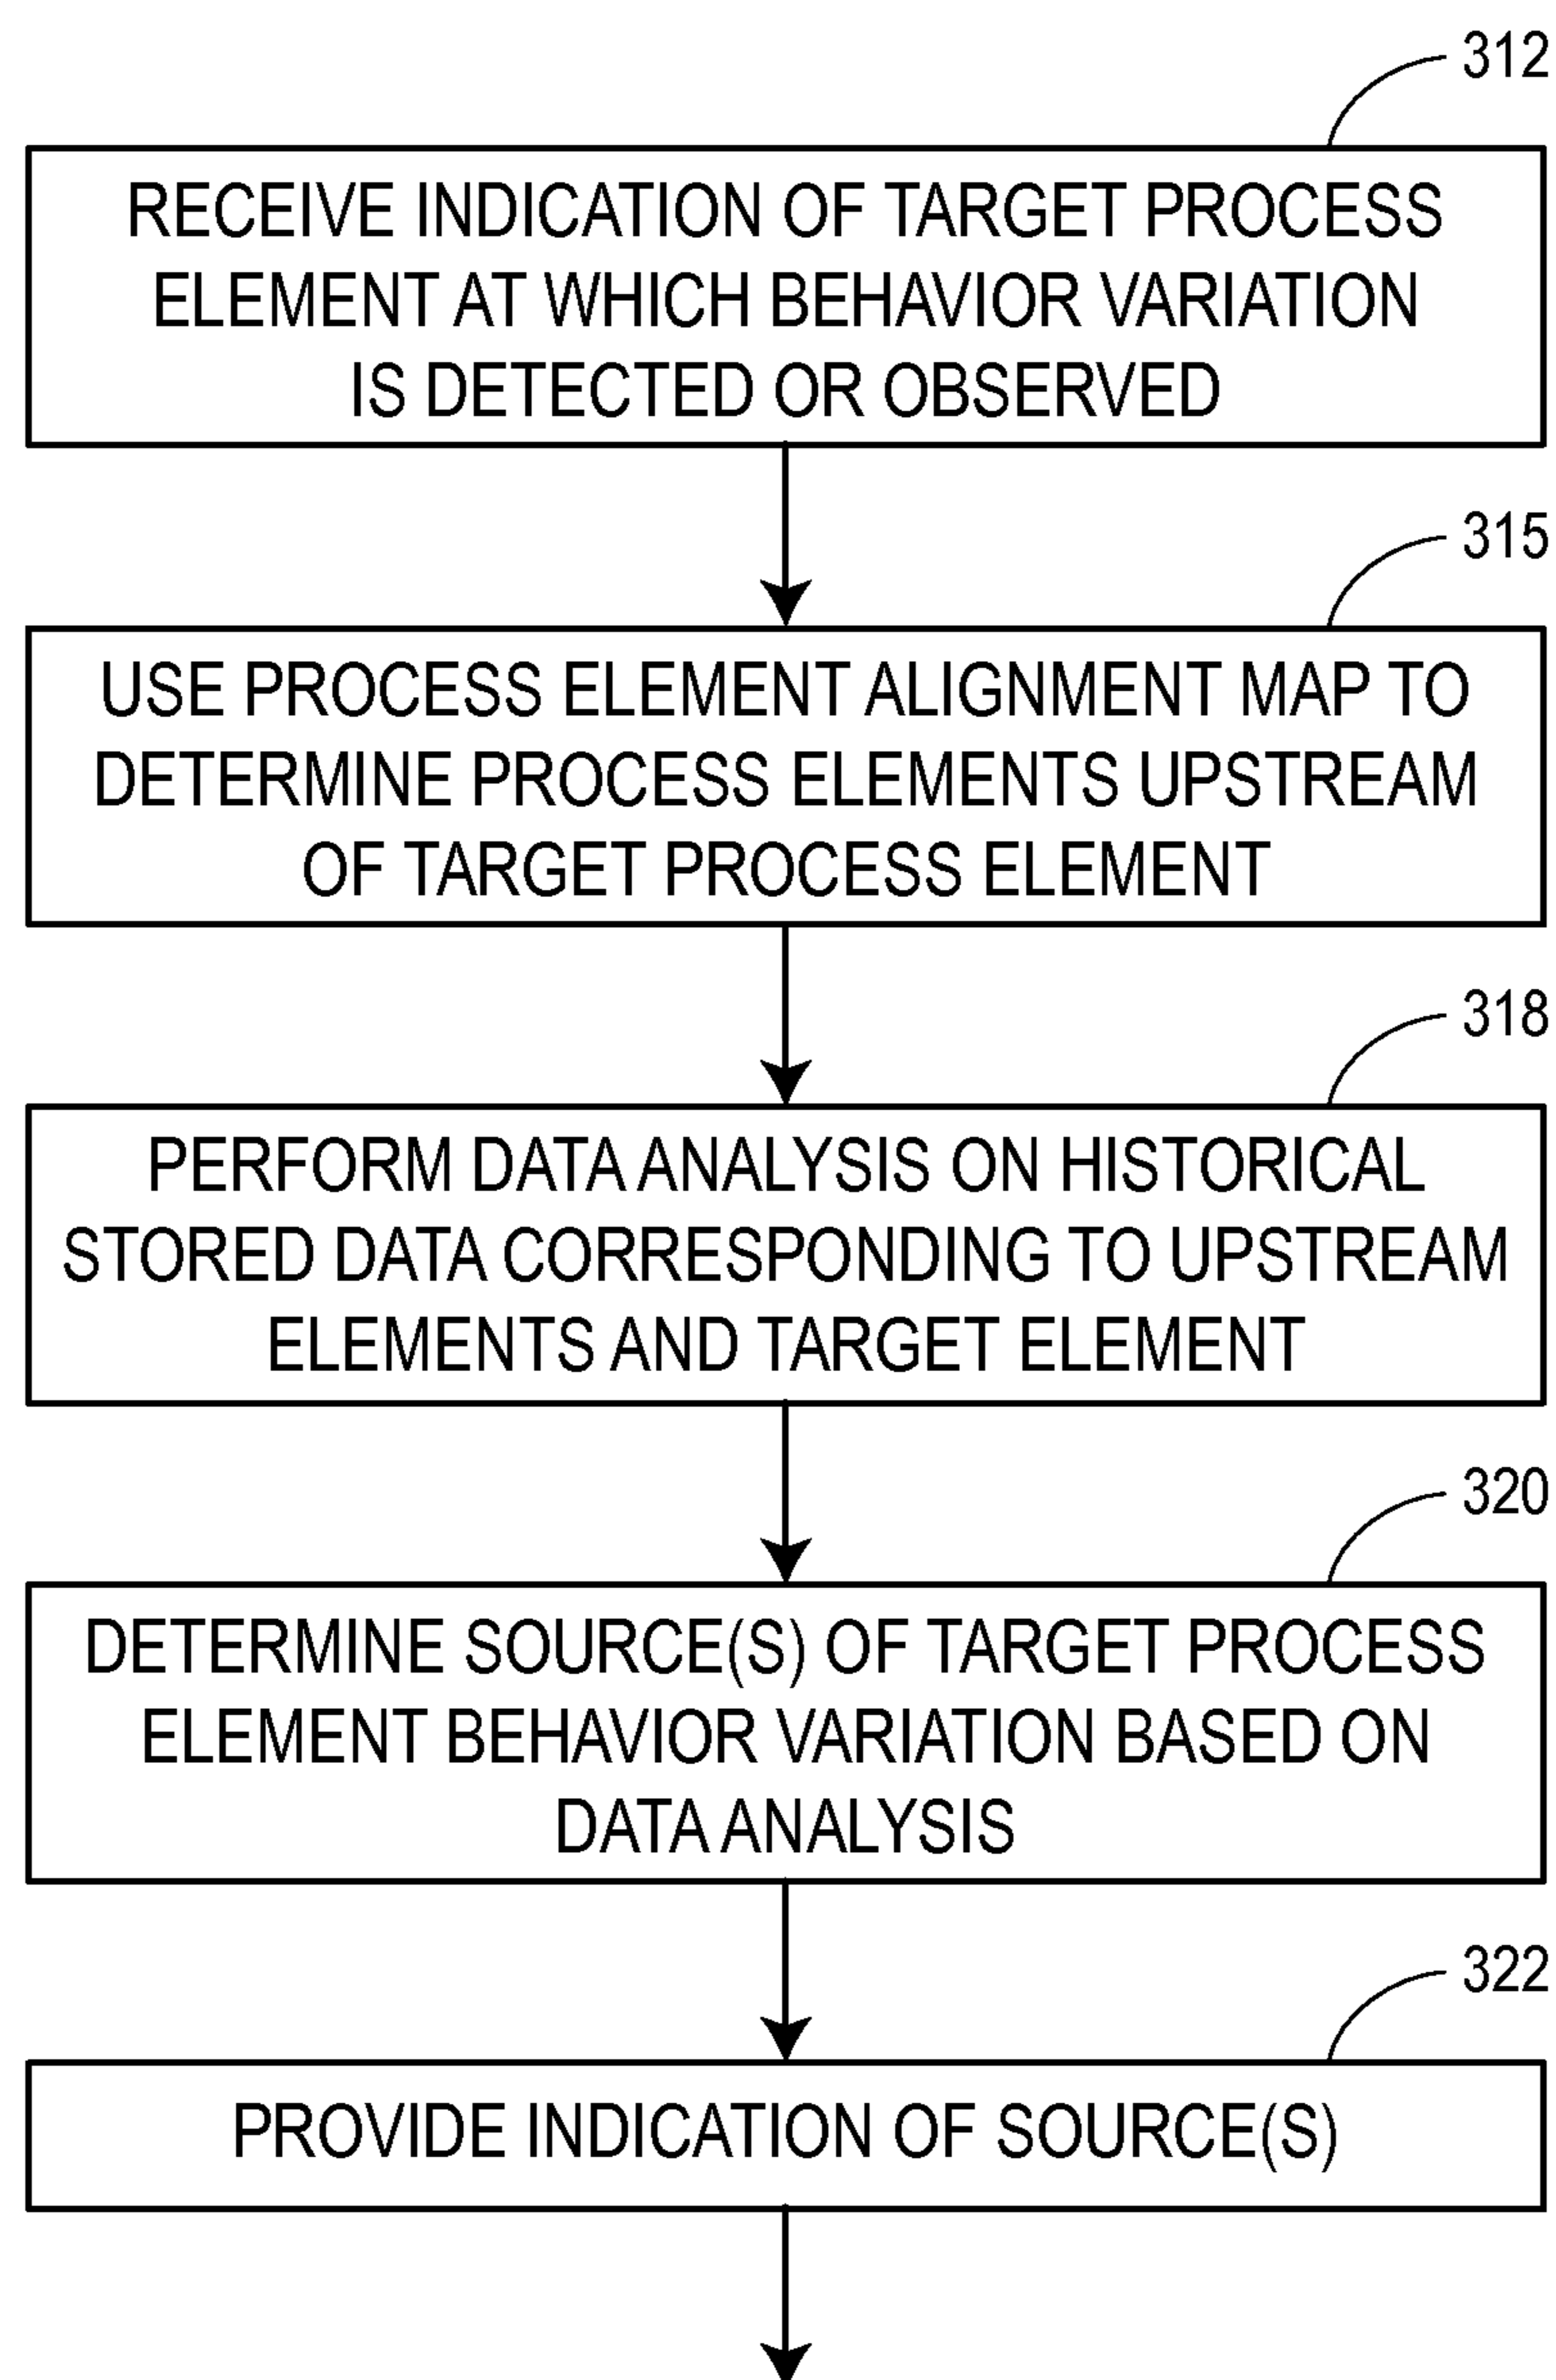 312
RECEIVE INDICATION OF TARGET PROCESS
ELEMENT AT WHICH BEHAVIOR VARIATION
IS DETECTED OR OBSERVED
315
USE PROCESS ELEMENT ALIGNMENT MAP TO
DETERMINE PROCESS ELEMENTS UPSTREAM
OF TARGET PROCESS ELEMENT
318
PERFORM DATA ANALYSIS ON HISTORICAL
STORED DATA CORRESPONDING TO UPSTREAM
ELEMENTS AND TARGET ELEMENT
320
DETERMINE SOURCE(S) OF TARGET PROCESS
ELEMENT BEHAVIOR VARIATION BASED ON
DATA ANALYSIS
322
PROVIDE INDICATION OF SOURCE(S)